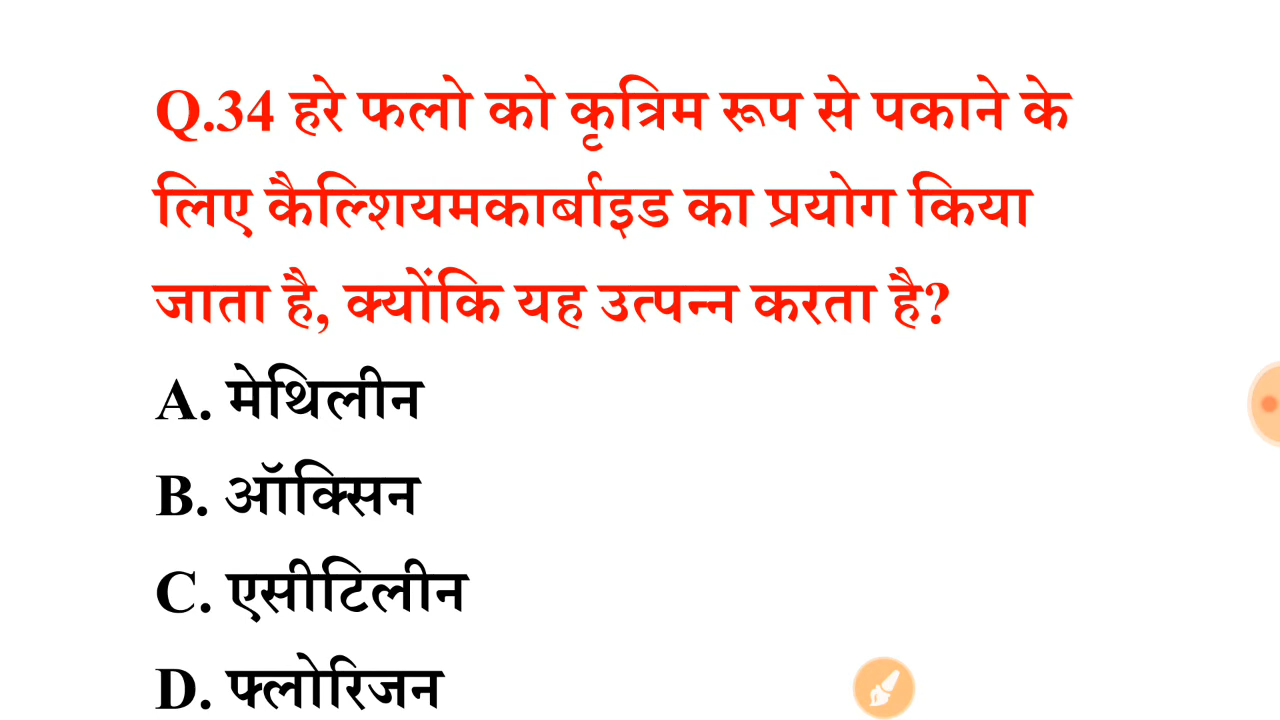 Q.34 हरे फलो को कृत्रिम रूप से पकाने के
लिए कैल्शियमकार्बाइड का प्रयोग किया
जाता है, क्योंकि यह उत्पन्न करता है?
A. मेथिलीन
B. ऑक्सिन
C. एसीटिलीन
D. फ्लोरिजन